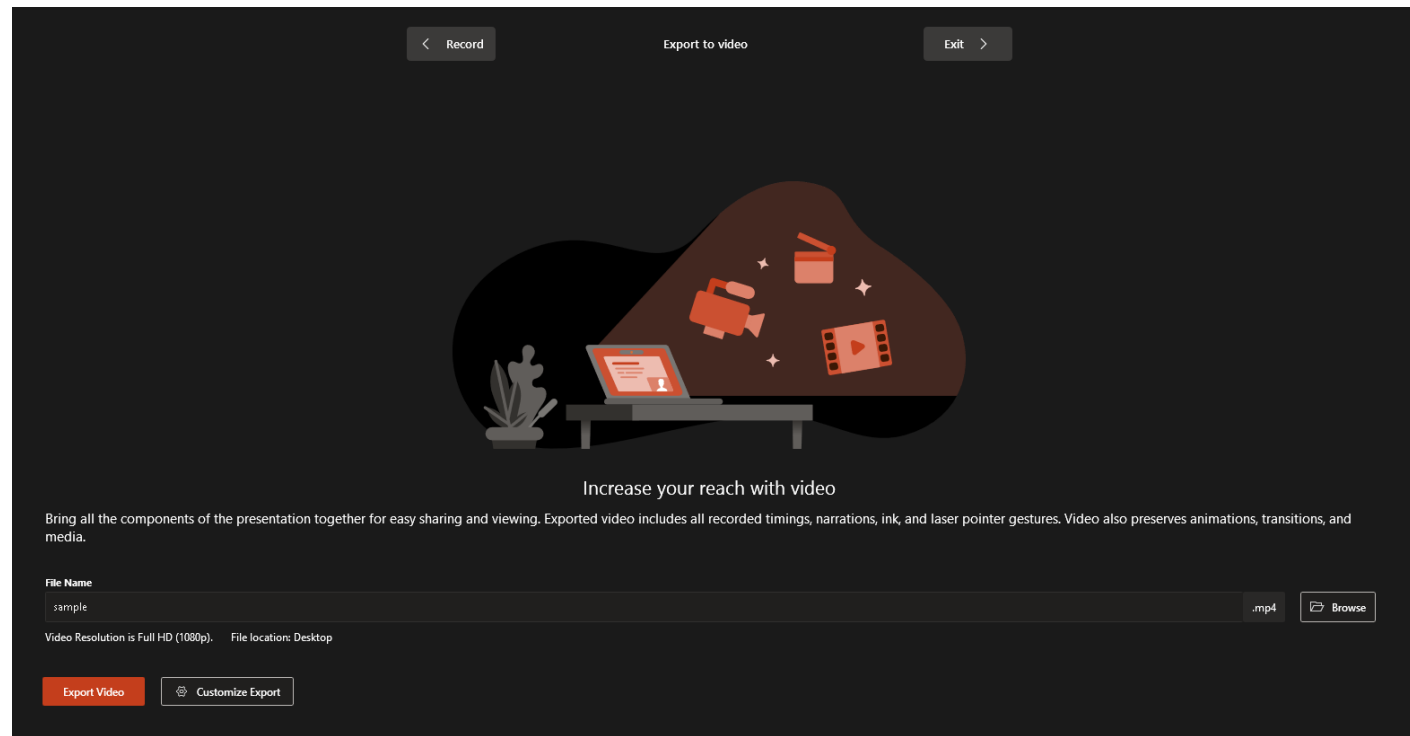 Record
Export to video
Exit
Increase your reach with video
Bring all the components of the presentation together for easy sharing and viewing. Exported video includes all recorded timings, narrations, ink, and laser pointer gestures. Video also preserves animations, transitions, and
media.
File Name
sample
.mp4
Browse
Video Resolution is Full HD (1080p). File location: Desktop
Export Video
Customize Export